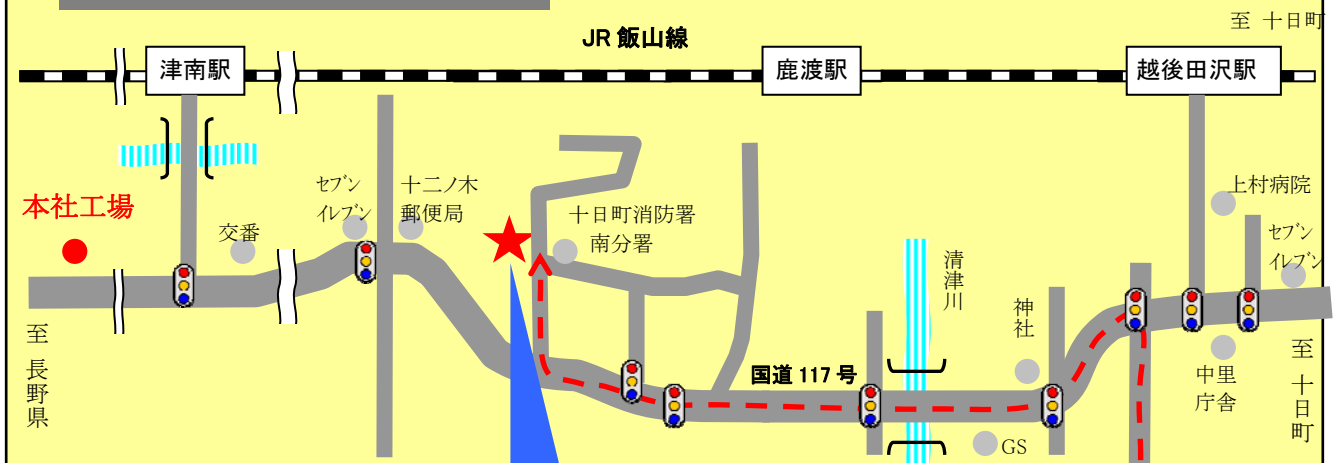 至 十日町
JR 飯山線
津南駅
鹿渡駅
越後田沢駅
本社工場
交番
セブン
イレブン
十二ノ木
郵便局
十日町消防署
南分署
上村病院
セブン
イレブン
清津川
神社
国道 117 号
中里
庁舎
GS
至 長野県
至 十日町